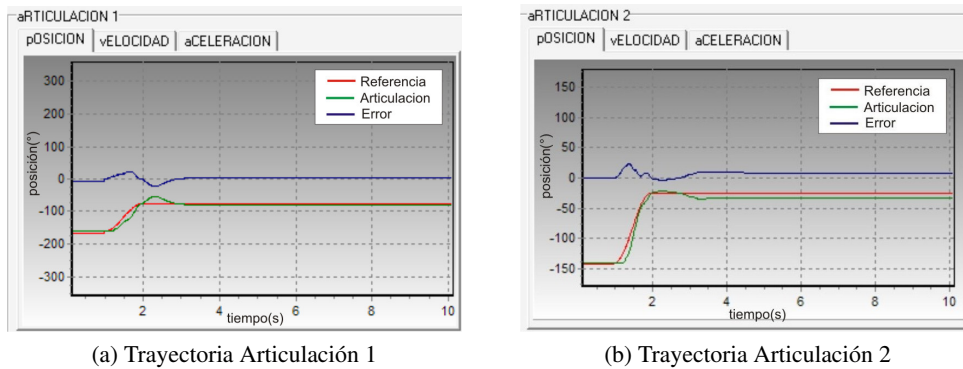 aRTICULACION 1
pOSICION vELOCIDAD aCELERACION
300
200
100
0
-100
-200
-300
posición(°)
Referencia
Articulacion
Error
2 4 6 8 10
tiempo(s)
(a) Trayectoria Articulación 1
aRTICULACION 2
pOSICION vELOCIDAD aCELERACION
150
100
50
0
-50
-100
-150
posición(°)
Referencia
Articulacion
Error
2 4 6 8 10
tiempo(s)
(b) Trayectoria Articulación 2